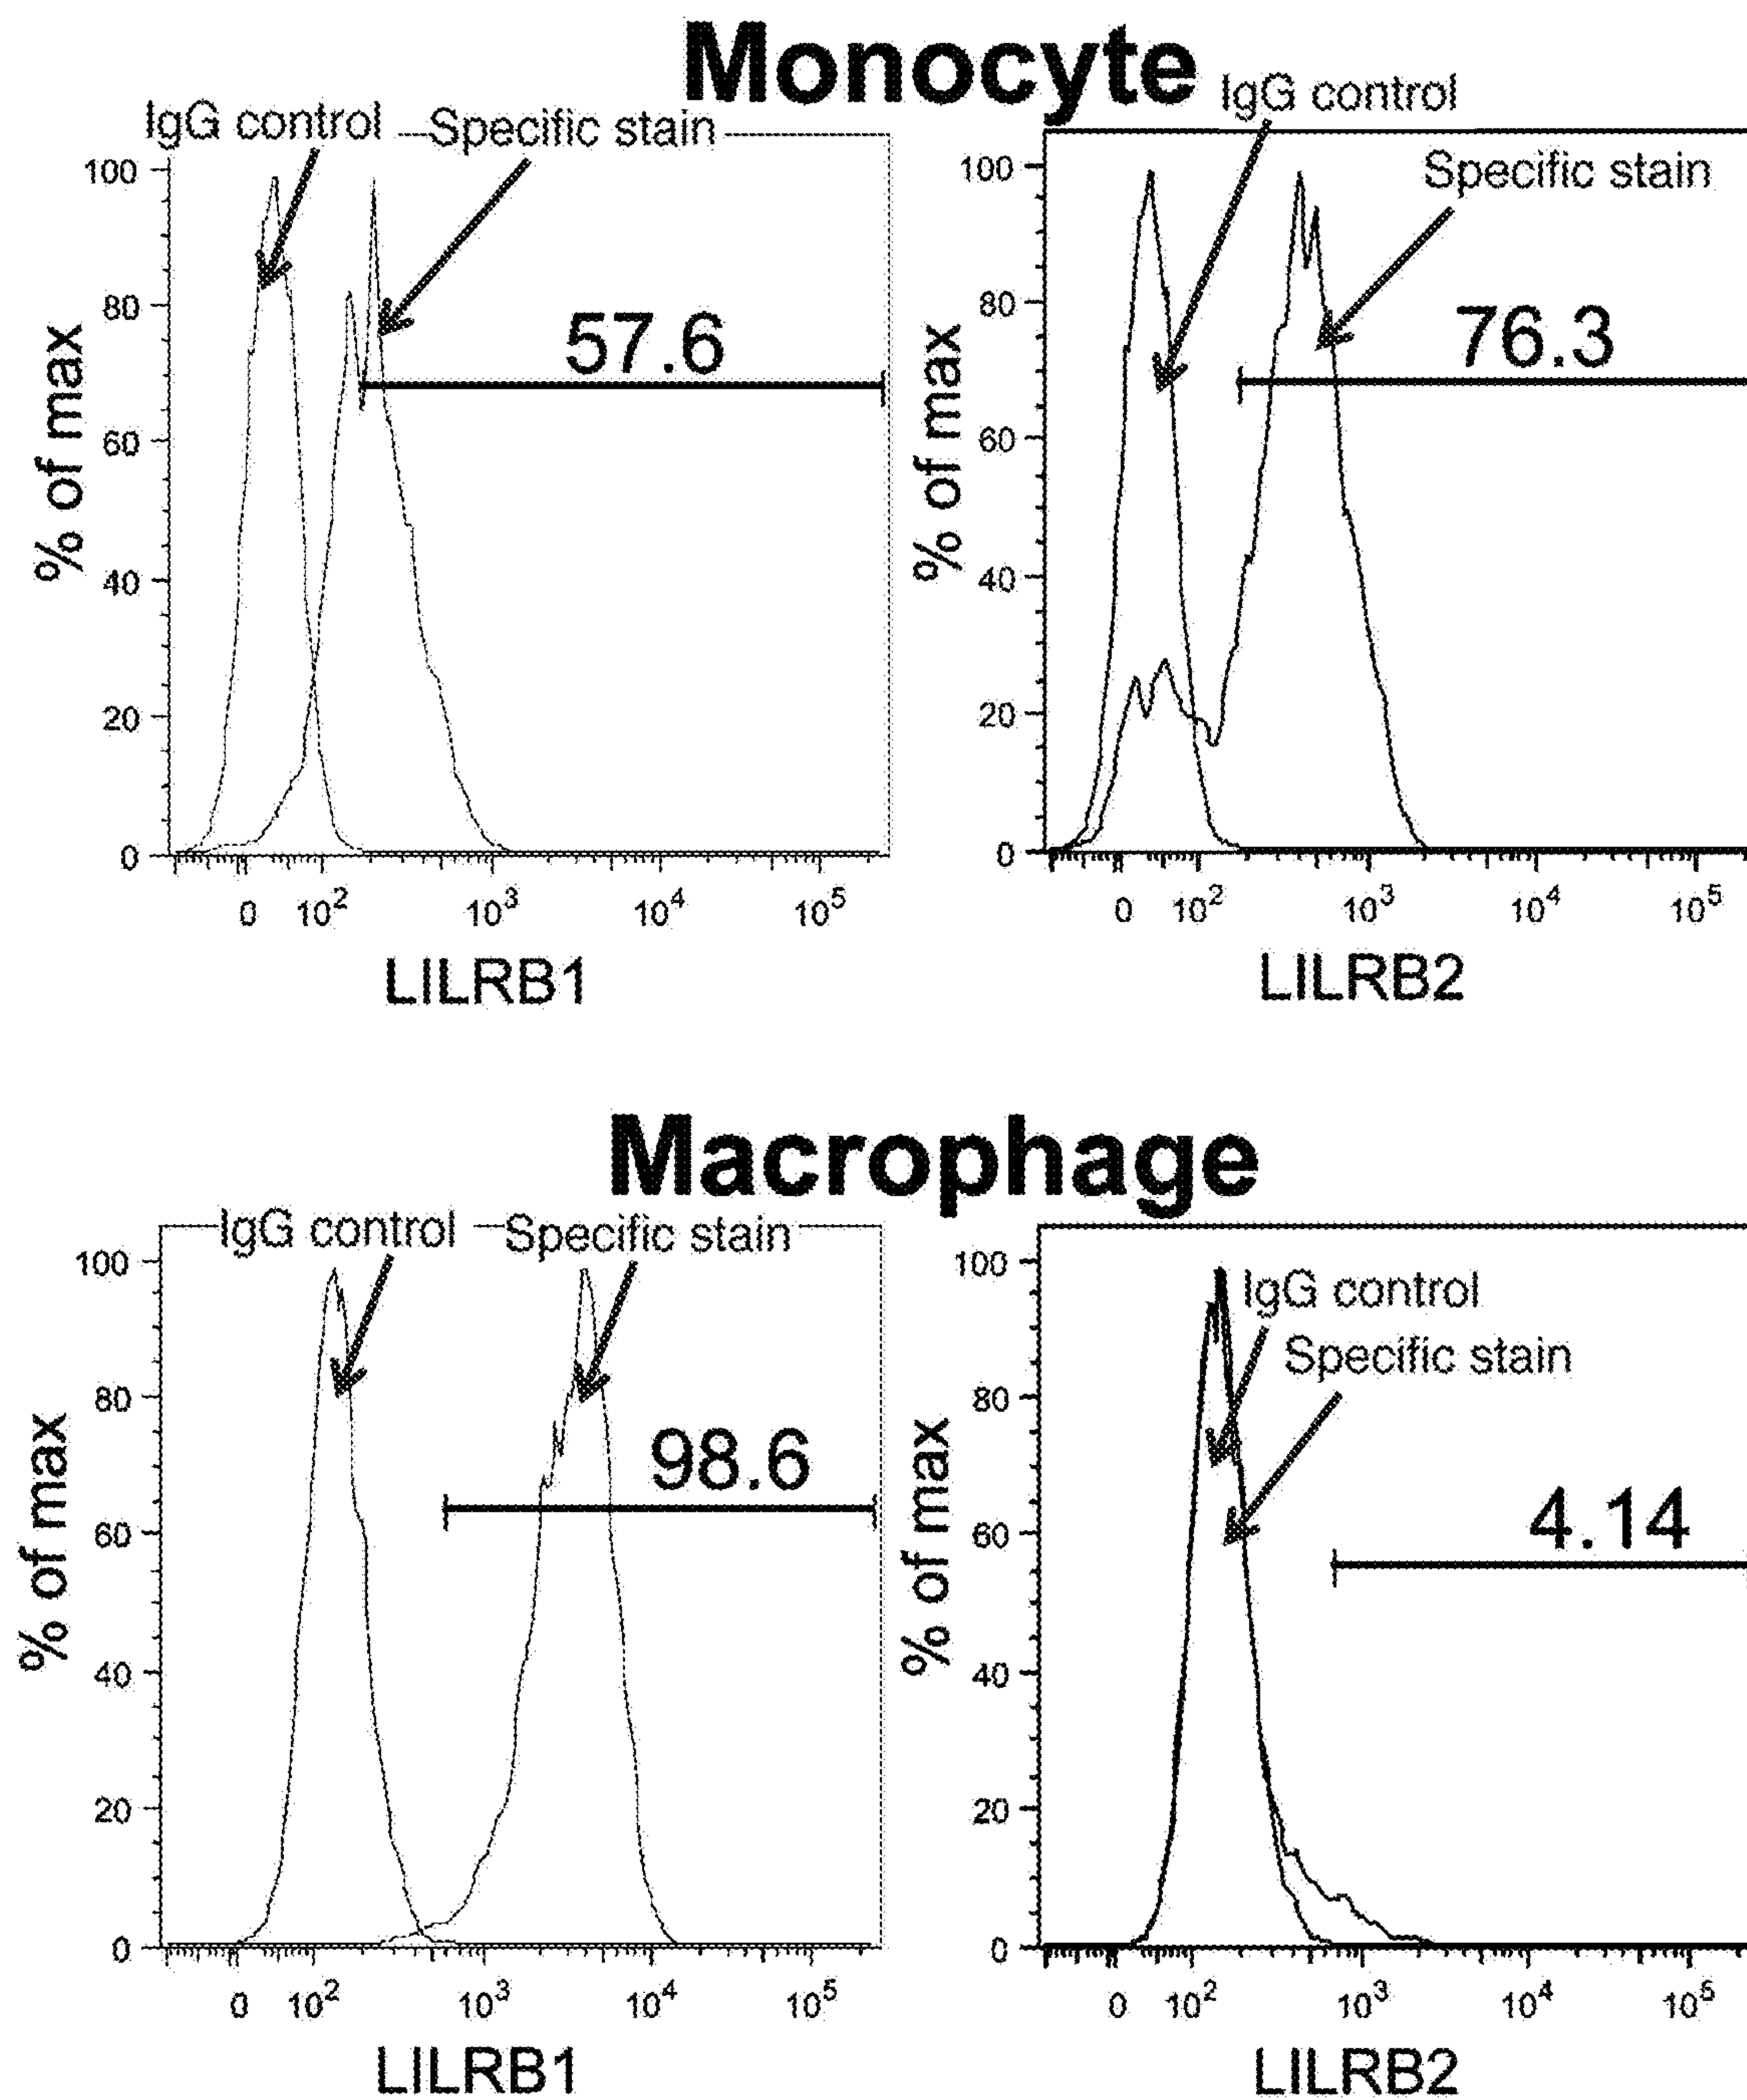 Monocyte
IgG control Specific stain
% of max
100
80
60
40
20
0
57.6
0 10² 10³ 10⁴ 10⁵
LILRB1
IgG control
Specific stain
% of max
100
80
60
40
20
0
76.3
0 10² 10³ 10⁴ 10⁵
LILRB2
Macrophage
IgG control Specific stain
% of max
100
80
60
40
20
0
98.6
0 10² 10³ 10⁴ 10⁵
LILRB1
IgG control
Specific stain
% of max
100
80
60
40
20
0
4.14
0 10² 10³ 10⁴ 10⁵
LILRB2